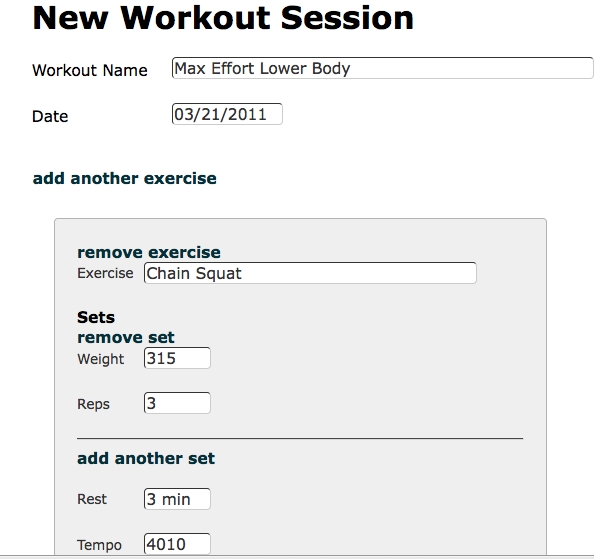 New Workout Session
Workout Name Max Effort Lower Body
Date 03/21/2011
add another exercise
remove exercise
Exercise Chain Squat
Sets
remove set
Weight 315
Reps 3
add another set
Rest 3 min
Tempo 4010